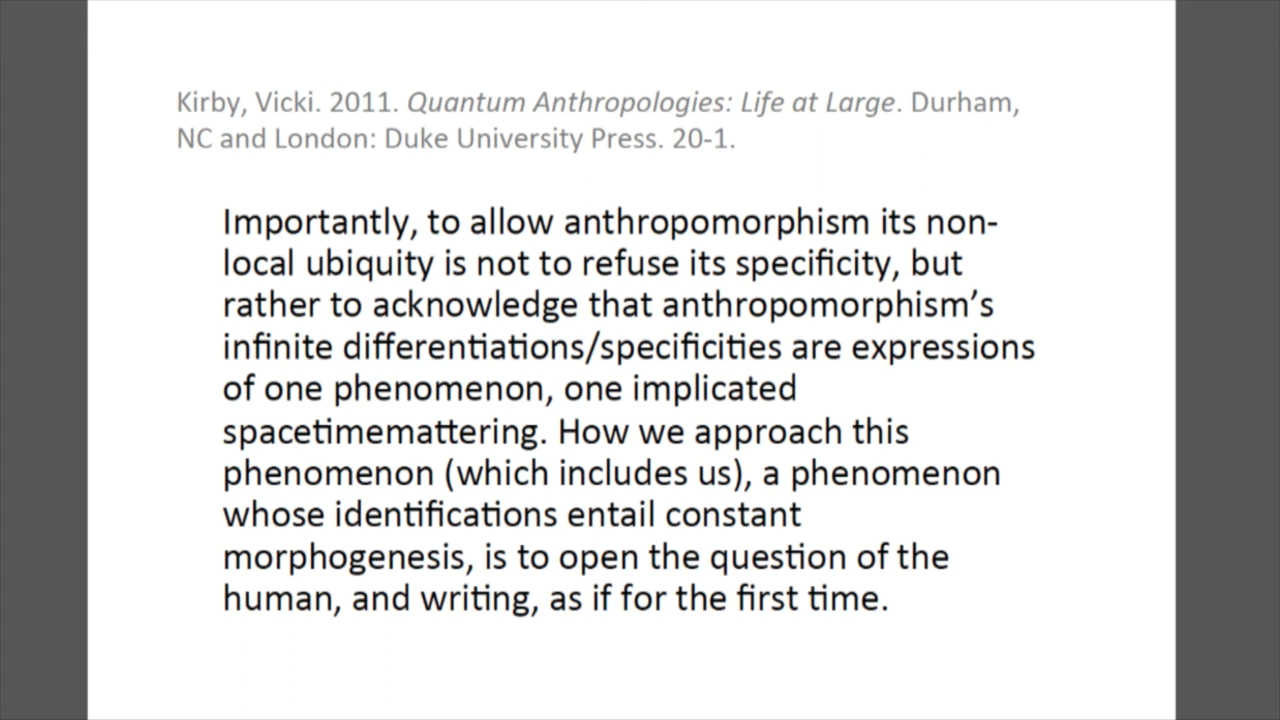 Kirby, Vicki. 2011. Quantum Anthropologies: Life at Large. Durham,
NC and London: Duke University Press. 20-1.
Importantly, to allow anthropomorphism its non-
local ubiquity is not to refuse its specificity, but
rather to acknowledge that anthropomorphism’s
infinite differentiations/specificities are expressions
of one phenomenon, one implicated
spacetimemattering. How we approach this
phenomenon (which includes us), a phenomenon
whose identifications entail constant
morphogenesis, is to open the question of the
human, and writing, as if for the first time.